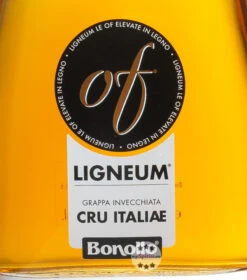 LIGNEUM LE OF ELEVATE IN LEGNO • LIGNEUM LE OF ELEVATE IN LEGNO •
of
LIGNEUM®
GRAPPA INVECCHIATA
CRU ITALIAE
Bonollo